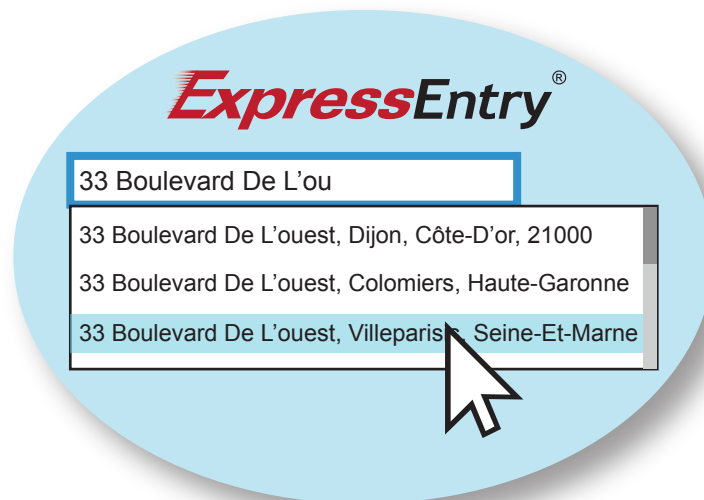 ExpressEntry®
33 Boulevard De L’ou
33 Boulevard De L’ouest, Dijon, Côte-D’or, 21000
33 Boulevard De L’ouest, Colomiers, Haute-Garonne
33 Boulevard De L’ouest, Villeparisis, Seine-Et-Marne